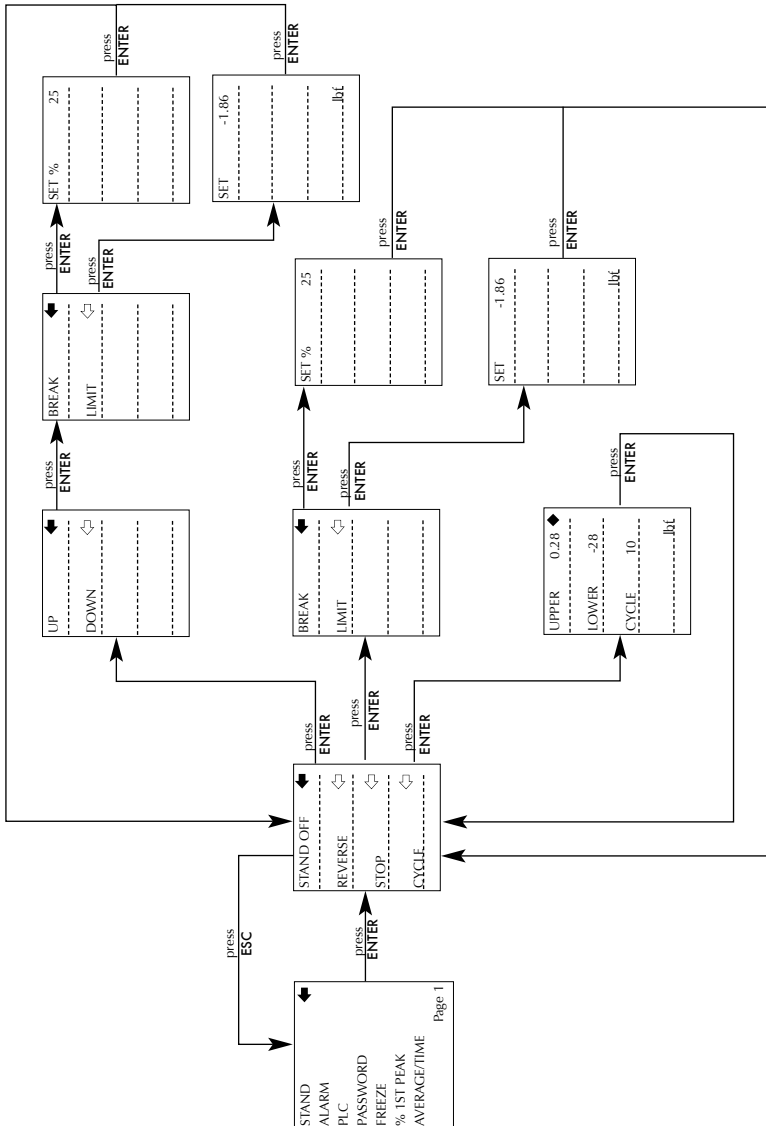 STAND
ALARM
PLC
PASSWORD
FREEZE
% 1ST PEAK
AVERAGE/TIME
Page 1
press
ESC
press
ENTER
STAND OFF
REVERSE
STOP
CYCLE
press
ENTER
press
ENTER
press
ENTER
UP
DOWN
press
ENTER
BREAK
LIMIT
press
ENTER
press
ENTER
SET % 25
press
ENTER
SET -1.86
lbf
press
ENTER
BREAK
LIMIT
press
ENTER
press
ENTER
SET % 25
press
ENTER
SET -1.86
lbf
press
ENTER
UPPER 0.28
LOWER -28
CYCLE 10
lbf
press
ENTER